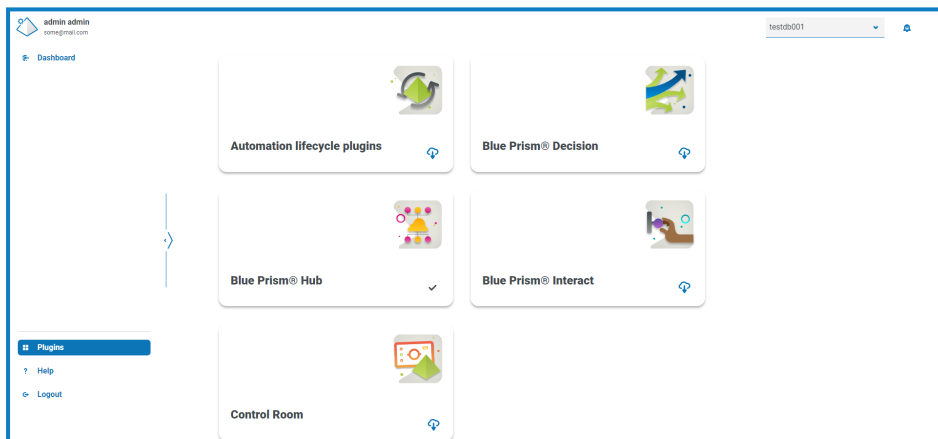 admin admin
some@mail.com
testdb001
Dashboard
Automation lifecycle plugins
Blue Prism® Decision
Blue Prism® Hub
Blue Prism® Interact
Plugins
Help
Logout
Control Room